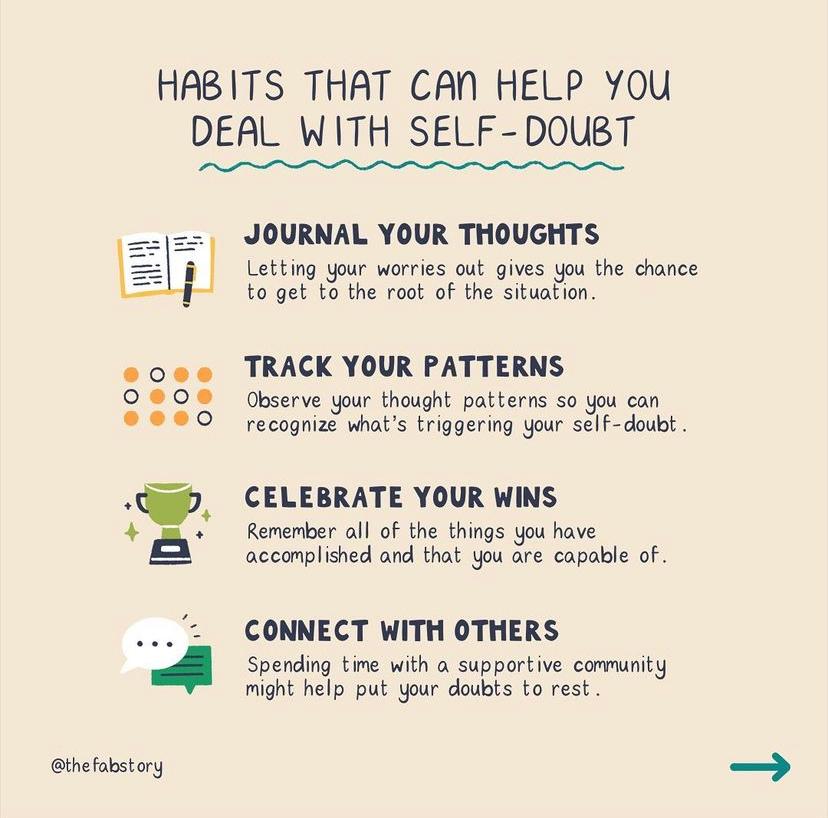 HABITS THAT CAN HELP YOU
DEAL WITH SELF-DOUBT
JOURNAL YOUR THOUGHTS
Letting your worries out gives you the chance
to get to the root of the situation.
TRACK YOUR PATTERNS
Observe your thought patterns so you can
recognize what's triggering your self-doubt.
CELEBRATE YOUR WINS
Remember all of the things you have
accomplished and that you are capable of.
CONNECT WITH OTHERS
Spending time with a supportive community
might help put your doubts to rest.
@thefabstory